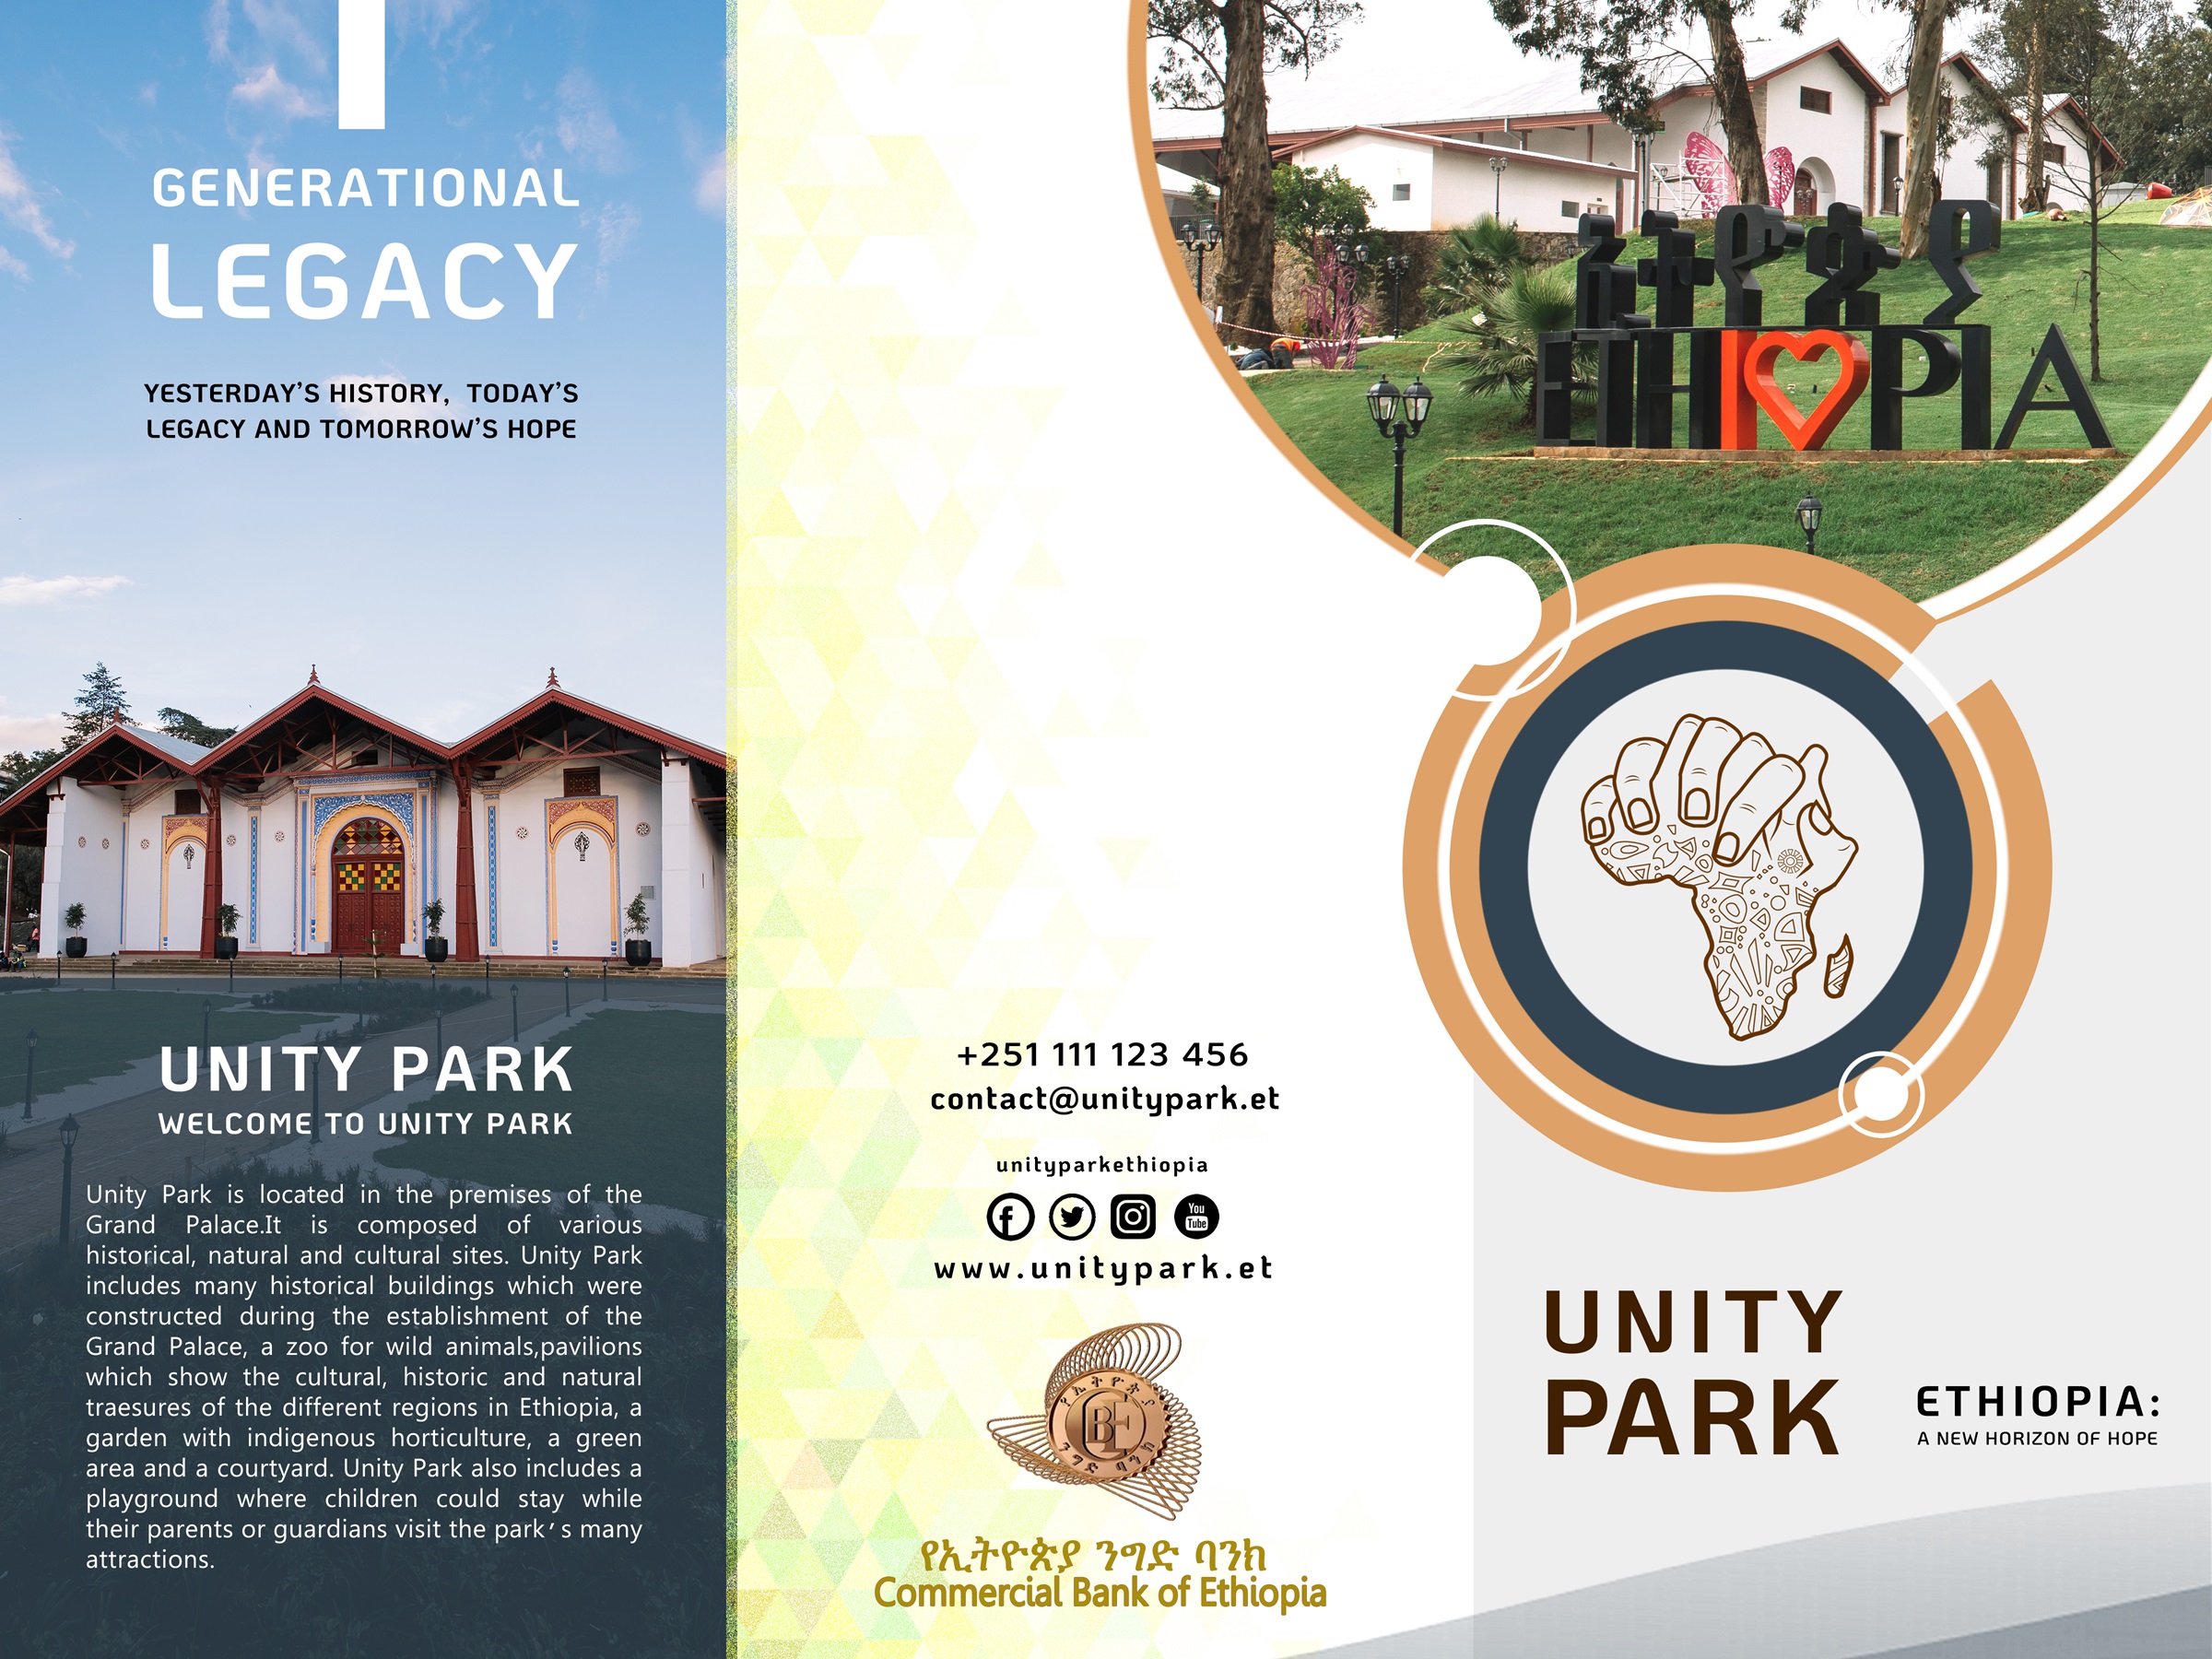 GENERATIONAL
LEGACY
YESTERDAY'S HISTORY, TODAY'S
LEGACY AND TOMORROW'S HOPE
UNITY PARK
WELCOME TO UNITY PARK
Unity Park is located in the premises of the
Grand Palace.It is composed of various
historical, natural and cultural sites. Unity Park
includes many historical buildings which were
constructed during the establishment of the
Grand Palace, a zoo for wild animals,pavilions
which show the cultural, historic and natural
traesures of the different regions in Ethiopia, a
garden with indigenous horticulture, a green
area and a courtyard. Unity Park also includes a
playground where children could stay while
their parents or guardians visit the park's many
attractions.
+251 111 123 456
contact@unitypark.et
unityparkethiopia
You
Tube
www.unitypark.et
የኢትዮጵያ
CBE
ንግድ ባንክ
የኢትዮጵያ ንግድ ባንክ
Commercial Bank of Ethiopia
ኢትዮጵያ
ETHIOPIA
UNITY
PARK
ETHIOPIA:
A NEW HORIZON OF HOPE